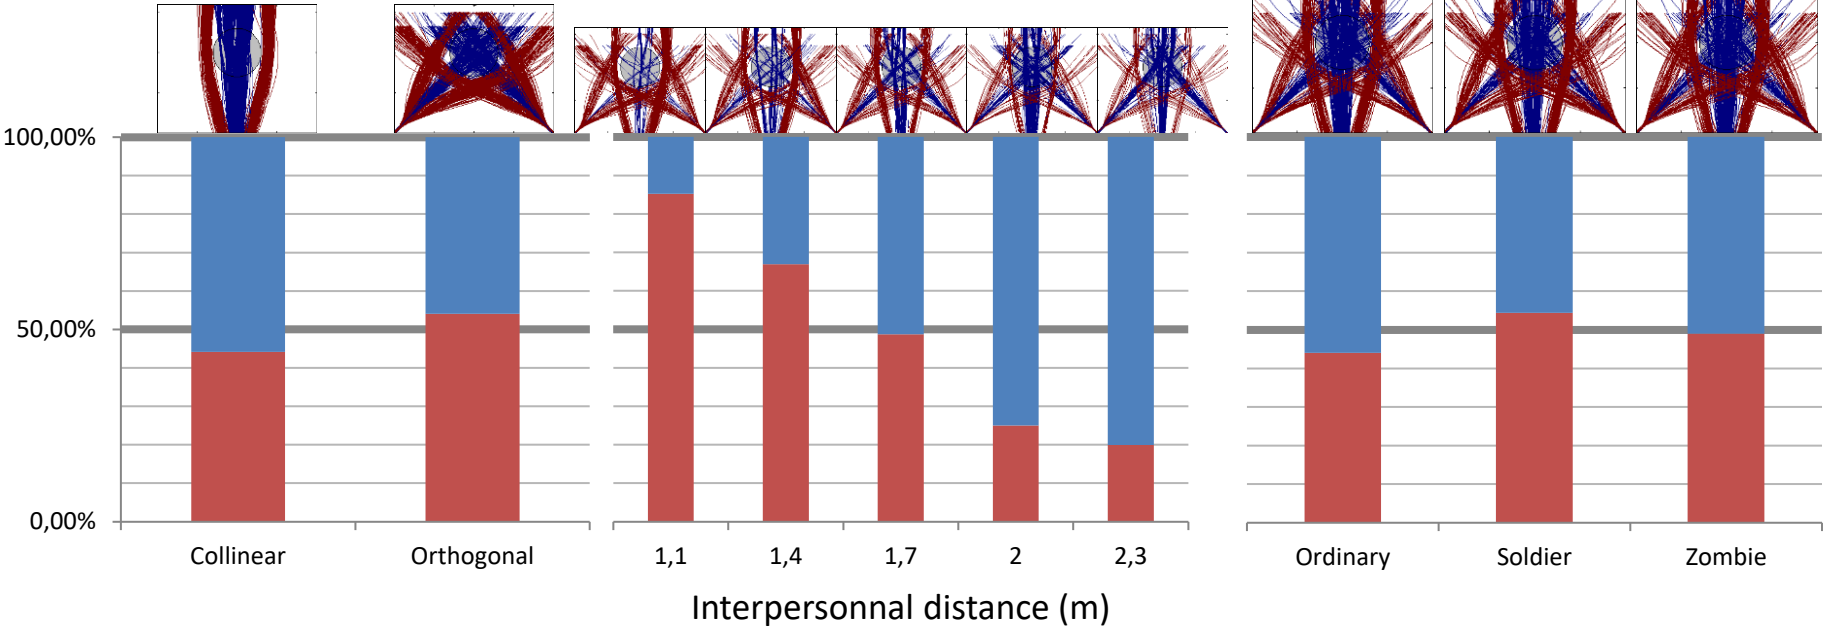 100,00%
50,00%
0,00%
Collinear
Orthogonal
1,1
1,4
1,7
2
2,3
Ordinary
Soldier
Zombie
Interpersonnal distance (m)